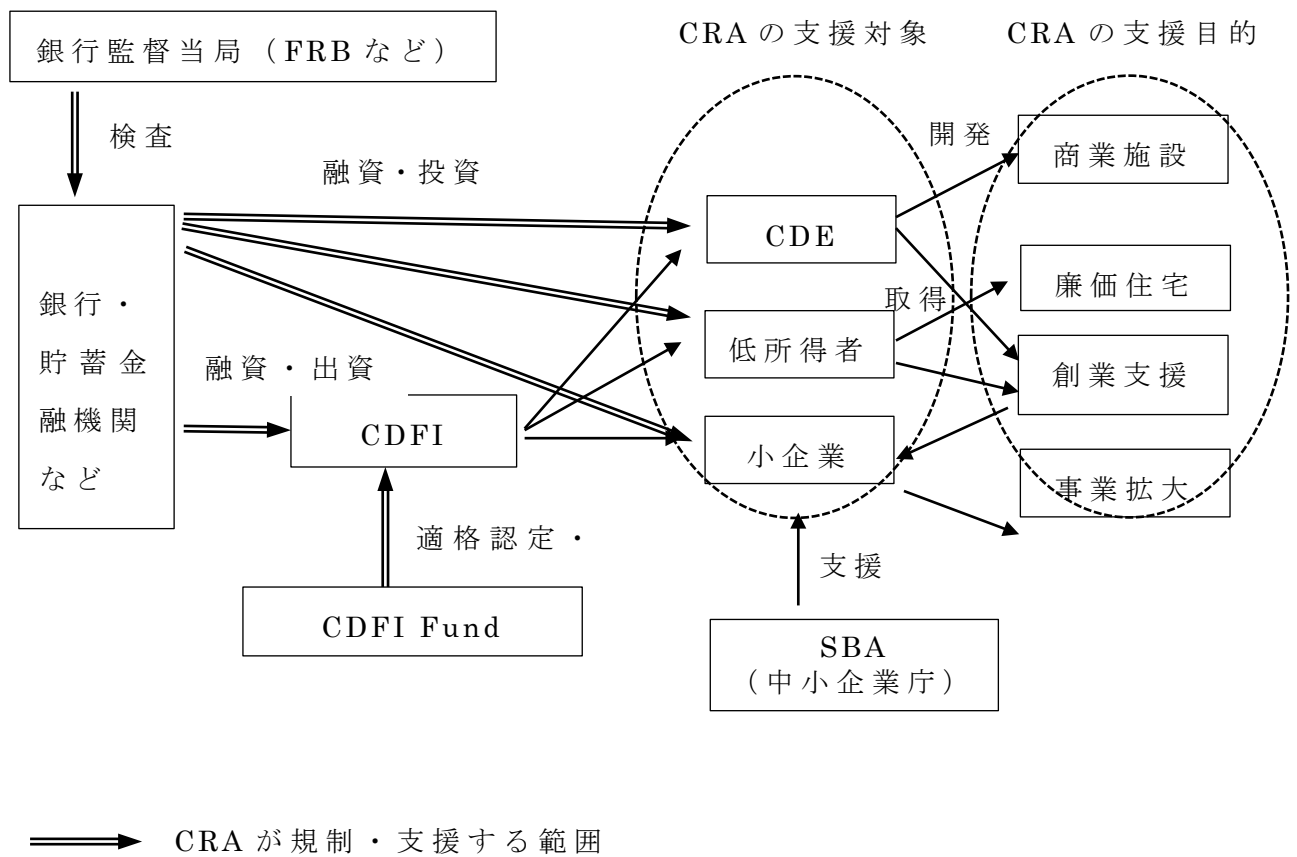 銀行監督当局（FRBなど）
CRAの支援対象
CRAの支援目的
検査
開発
商業施設
融資・投資
CDE
銀行・
貯蓄金
融機関
など
取得
廉価住宅
低所得者
創業支援
融資・出資
CDFI
小企業
事業拡大
適格認定・
支援
CDFI Fund
SBA
（中小企業庁）
CRAが規制・支援する範囲